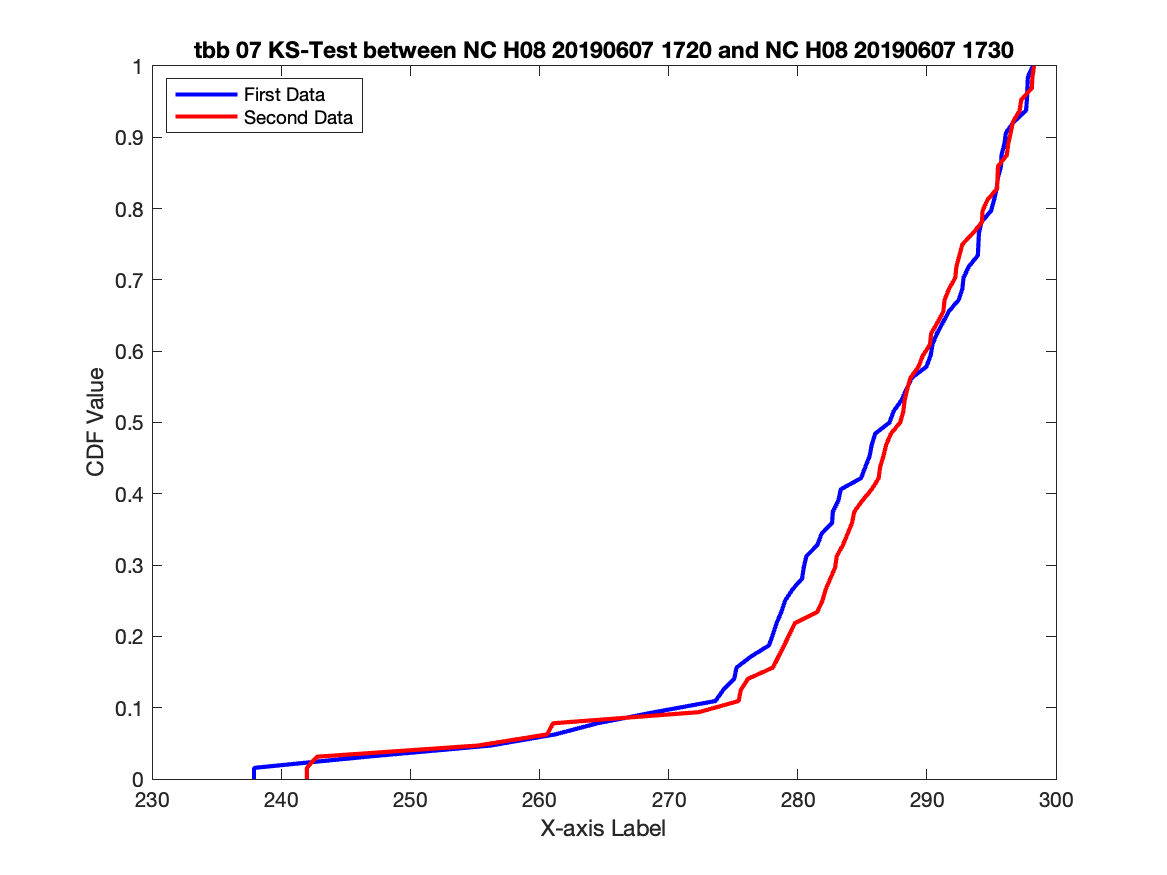 tbb 07 KS-Test between NC H08 20190607 1720 and NC H08 20190607 1730
First Data
Second Data
1
0.9
0.8
0.7
0.6
0.5
0.4
0.3
0.2
0.1
0
CDF Value
230 240 250 260 270 280 290 300
X-axis Label